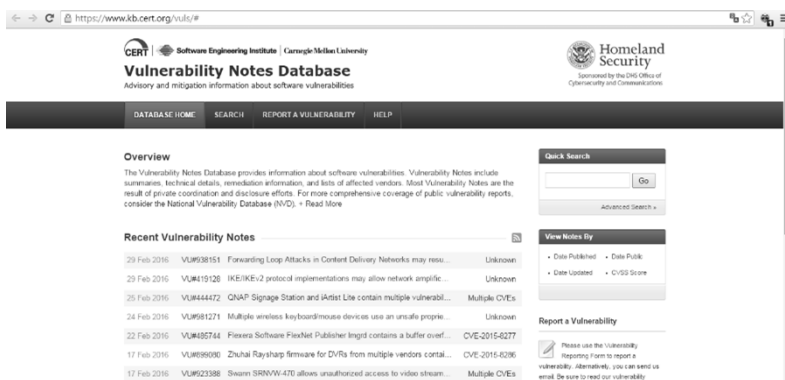 https://www.kb.cert.org/vuls/#
CERT | Software Engineering Institute | Carnegie Mellon University
Vulnerability Notes Database
Advisory and mitigation information about software vulnerabilities
Homeland
Security
Sponsored by the DHS Office of
Cybersecurity and Communications
DATABASE HOME SEARCH REPORT A VULNERABILITY HELP
Overview
The Vulnerability Notes Database provides information about software vulnerabilities. Vulnerability Notes include
summaries, technical details, remediation information, and lists of affected vendors. Most Vulnerability Notes are the
result of private coordination and disclosure efforts. For more comprehensive coverage of public vulnerability reports,
consider the National Vulnerability Database (NVD). + Read More
Recent Vulnerability Notes
29 Feb 2016 VU#938151 Forwarding Loop Attacks in Content Delivery Networks may resu... Unknown
29 Feb 2016 VU#419128 IKE/IKEv2 protocol implementations may allow network amplific... Unknown
25 Feb 2016 VU#444472 QNAP Signage Station and iArtist Lite contain multiple vulnerabil... Multiple CVEs
24 Feb 2016 VU#981271 Multiple wireless keyboard/mouse devices use an unsafe proprie... Unknown
22 Feb 2016 VU#485744 Flexera Software FlexNet Publisher lmgrd contains a buffer overf... CVE-2015-8277
17 Feb 2016 VU#899080 Zhuhai Raysharp firmware for DVRs from multiple vendors contai... CVE-2015-8286
17 Feb 2016 VU#923388 Swann SRNVW-470 allows unauthorized access to video stream... Multiple CVEs
Quick Search
Go
Advanced Search »
View Notes By
• Date Published • Date Public
• Date Updated • CVSS Score
Report a Vulnerability
Please use the Vulnerability
Reporting Form to report a
vulnerability. Alternatively, you can send us
email. Be sure to read our vulnerability